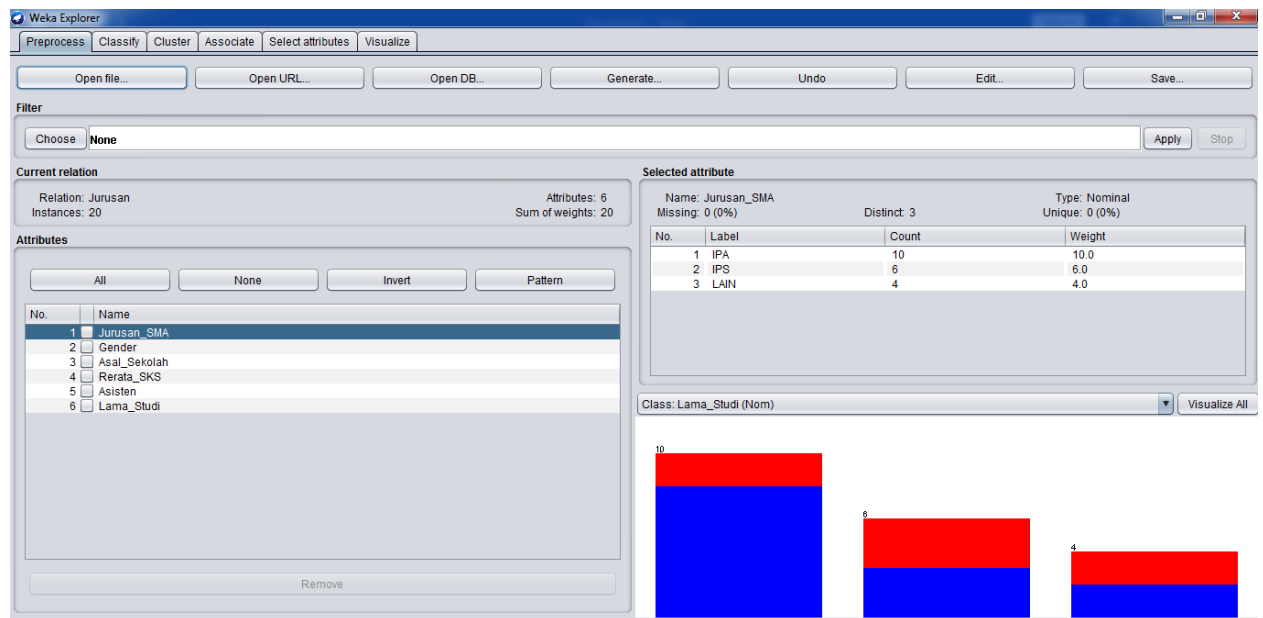 Weka Explorer
Preprocess Classify Cluster Associate Select attributes Visualize
Open file... Open URL... Open DB... Generate... Undo Edit... Save...
Filter
Choose None Apply Stop
Current relation
Relation: Jurusan Attributes: 6
Instances: 20 Sum of weights: 20
Attributes
All None Invert Pattern
No. Name
1 Jurusan_SMA
2 Gender
3 Asal_Sekolah
4 Rerata_SKS
5 Asisten
6 Lama_Studi
Remove
Selected attribute
Name: Jurusan_SMA Type: Nominal
Missing: 0 (0%) Distinct: 3 Unique: 0 (0%)
No. Label Count Weight
1 IPA 10 10.0
2 IPS 6 6.0
3 LAIN 4 4.0
Class: Lama_Studi (Nom) Visualize All
10
6
4